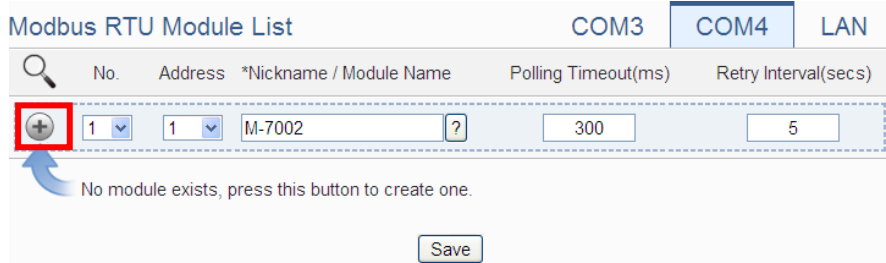 Modbus RTU Module List COM3 COM4 LAN
No. Address *Nickname / Module Name Polling Timeout(ms) Retry Interval(secs)
1 1 M-7002 ? 300 5
No module exists, press this button to create one.
Save